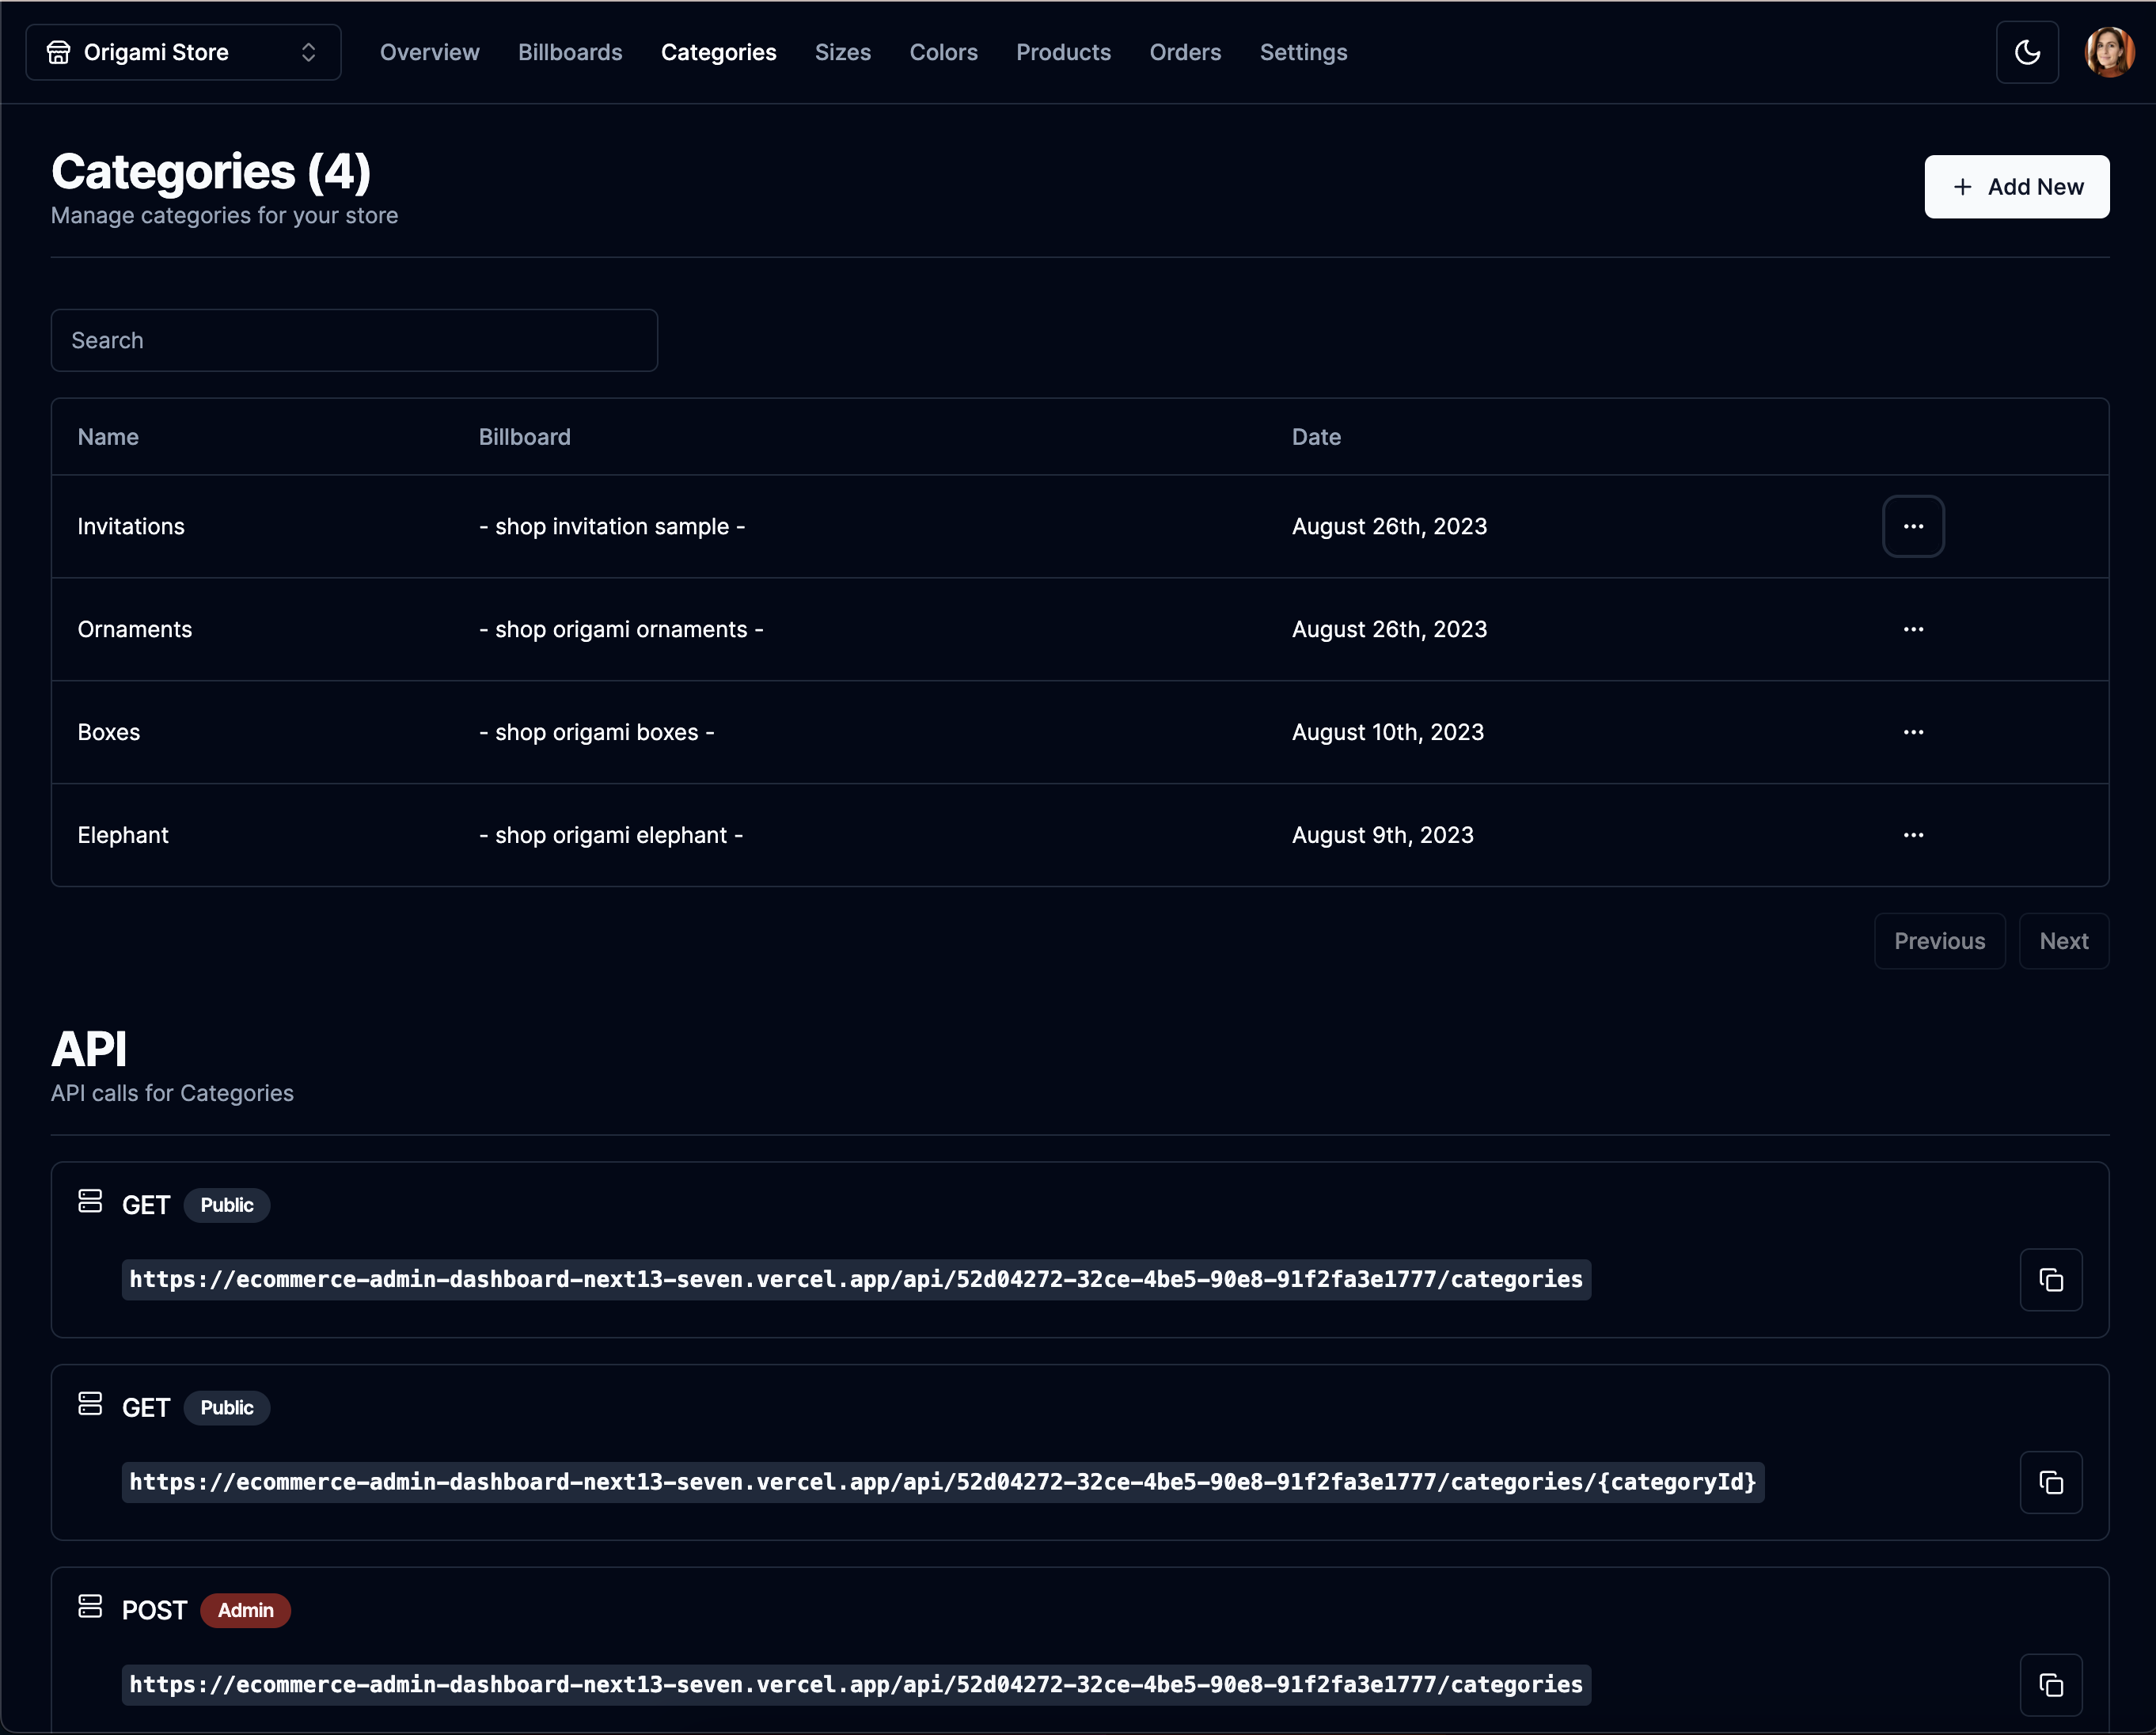 Origami Store Overview Billboards Categories Sizes Colors Products Orders Settings
Categories (4)
Manage categories for your store
+ Add New
Search
Name Billboard Date
Invitations - shop invitation sample - August 26th, 2023
Ornaments - shop origami ornaments - August 26th, 2023
Boxes - shop origami boxes - August 10th, 2023
Elephant - shop origami elephant - August 9th, 2023
Previous Next
API
API calls for Categories
GET Public
https://ecommerce-admin-dashboard-next13-seven.vercel.app/api/52d04272-32ce-4be5-90e8-91f2fa3e1777/categories
GET Public
https://ecommerce-admin-dashboard-next13-seven.vercel.app/api/52d04272-32ce-4be5-90e8-91f2fa3e1777/categories/{categoryId}
POST Admin
https://ecommerce-admin-dashboard-next13-seven.vercel.app/api/52d04272-32ce-4be5-90e8-91f2fa3e1777/categories